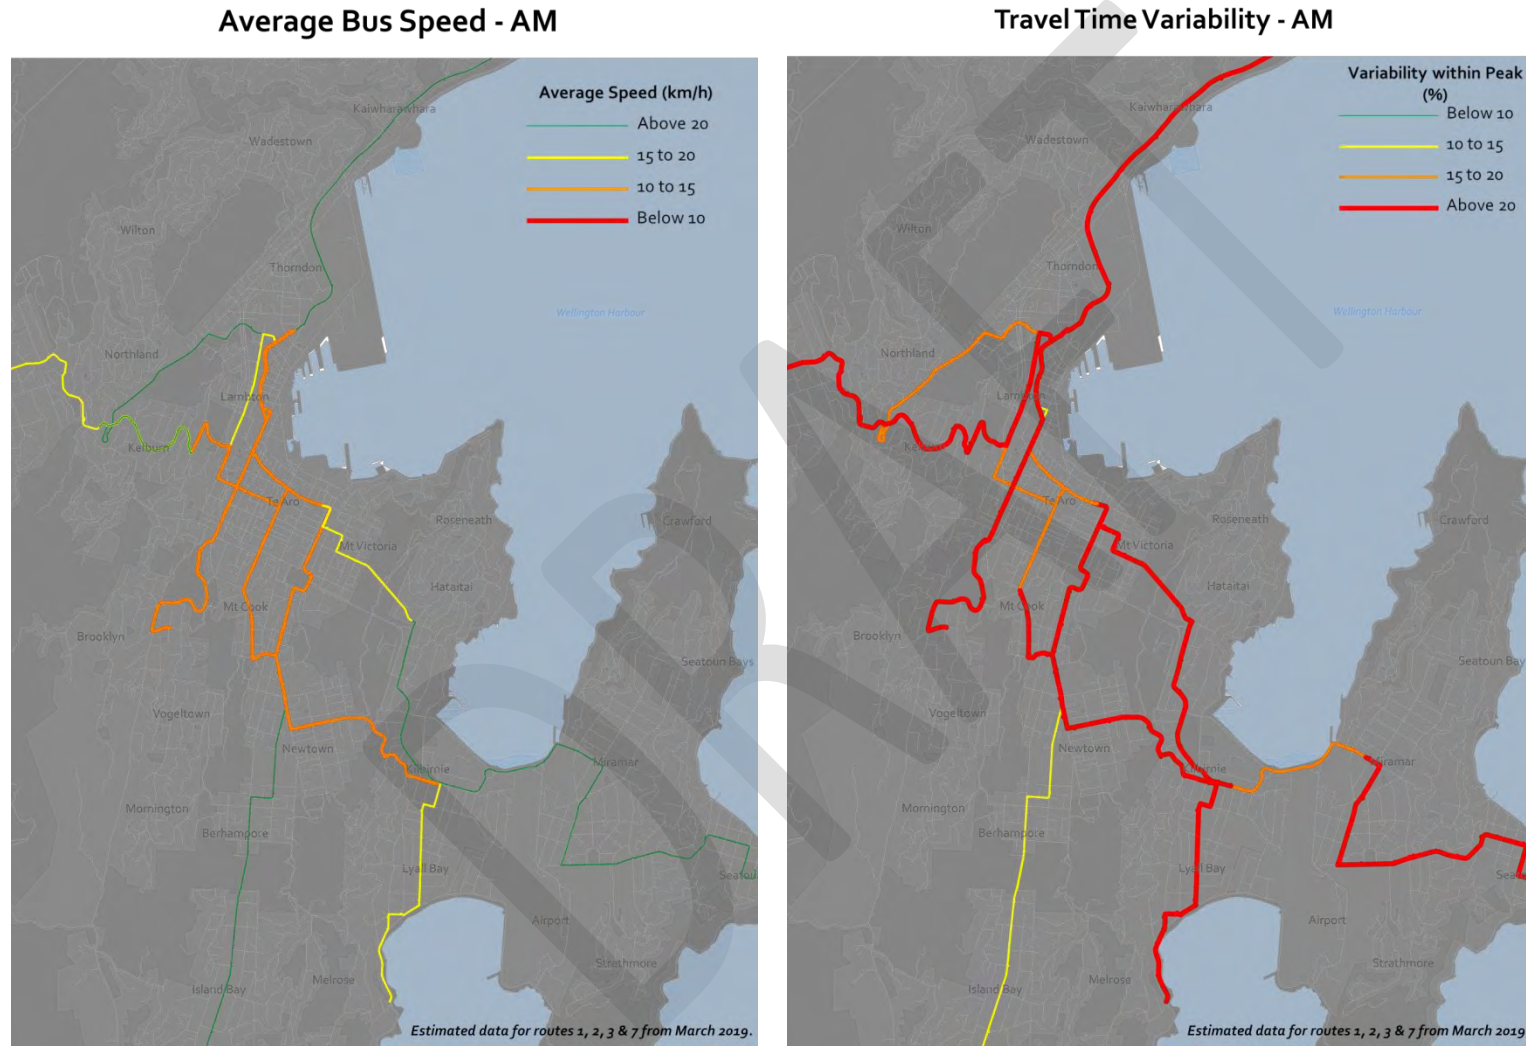 Average Bus Speed - AM
Average Speed (km/h)
Above 20
15 to 20
10 to 15
Below 10
Kaiwharawhara
Wadestown
Wilton
Thorndon
Wellington Harbour
Northland
Lambton
Kelburn
Te Aro
Roseneath
Crawford
Mt Victoria
Hataitai
Mt Cook
Brooklyn
Seatoun Bays
Vogeltown
Newtown
Kilbirnie
Miramar
Mornington
Berhampore
Lyall Bay
Seatou
Airport
Strathmore
Melrose
Island Bay
Estimated data for routes 1, 2, 3 & 7 from March 2019.
Travel Time Variability - AM
Variability within Peak
(%)
Below 10
10 to 15
15 to 20
Above 20
Kaiwharawhara
Wadestown
Wilton
Thorndon
Wellington Harbour
Northland
Lambton
Kelburn
Te Aro
Roseneath
Crawford
Mt Victoria
Hataitai
Mt Cook
Brooklyn
Seatoun Bay
Vogeltown
Newtown
Kilbirnie
Miramar
Mornington
Berhampore
Lyall Bay
Sea
Airport
Strathmore
Melrose
Island Bay
Estimated data for routes 1, 2, 3 & 7 from March 2019
DRAFT